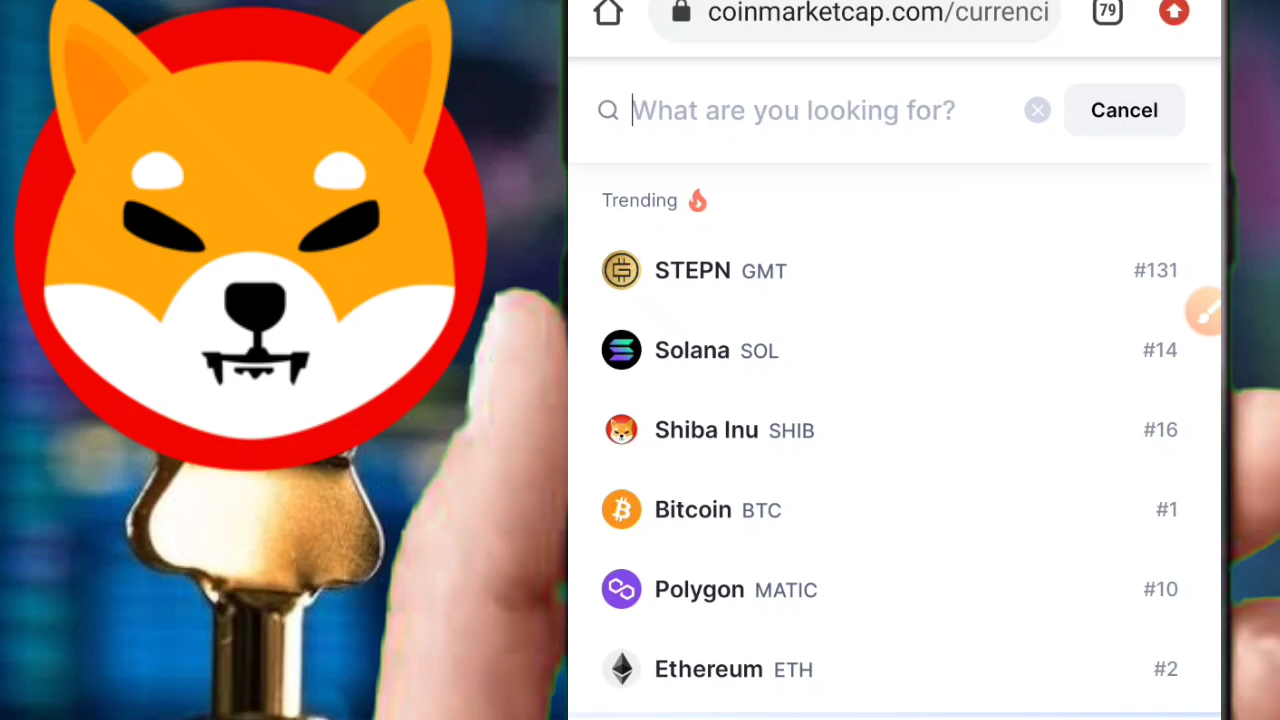 coinmarketcap.com/currenci
79
What are you looking for?
Cancel
Trending
STEPN GMT #131
Solana SOL #14
Shiba Inu SHIB #16
Bitcoin BTC #1
Polygon MATIC #10
Ethereum ETH #2